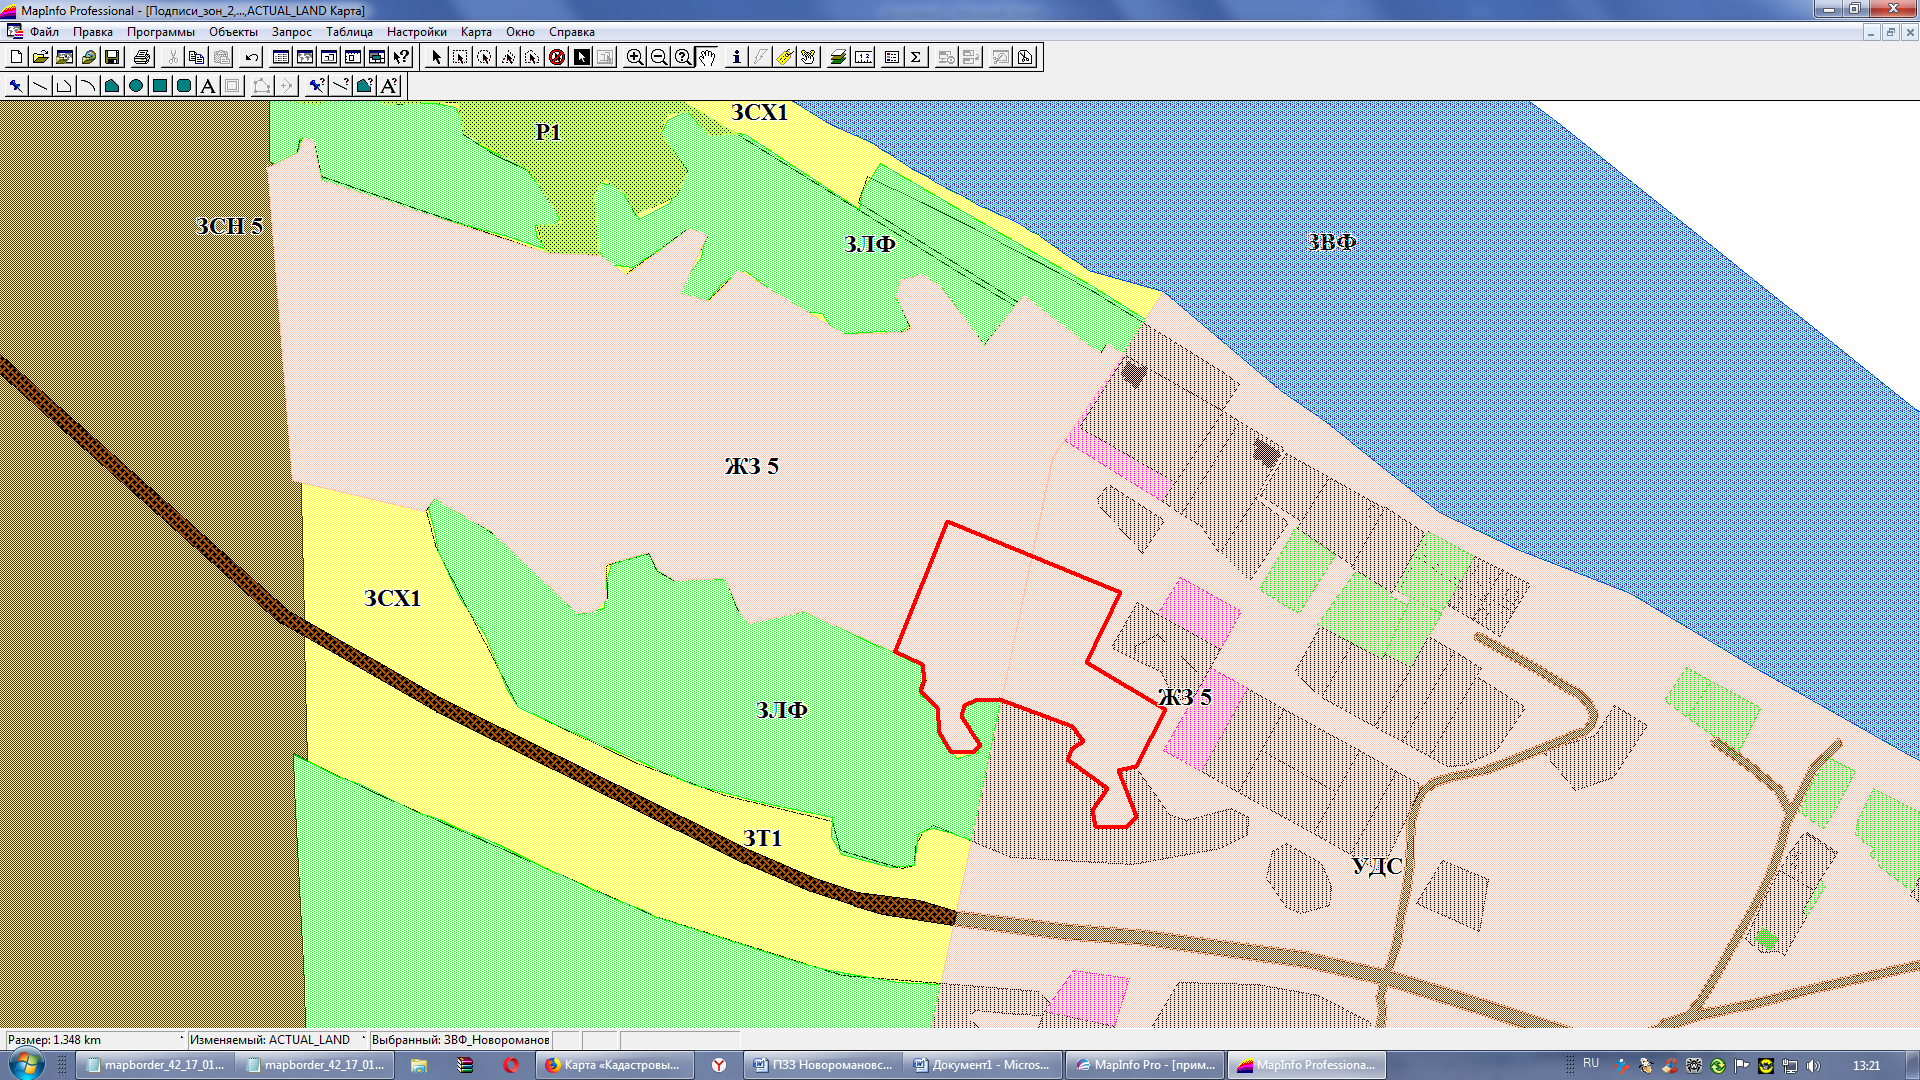 MapInfo Professional - [Подписи_зон_2,...,ACTUAL_LAND Карта]
Файл Правка Программы Объекты Запрос Таблица Настройки Карта Окно Справка
ЗСХ1
Р1
ЗСН 5
ЗЛФ
ЗВФ
ЖЗ 5
ЗСХ1
ЖЗ 5
ЗЛФ
ЗТ1
УДС
Размер: 1.348 km Изменяемый: ACTUAL_LAND Выбранный: ЗВФ_Новороманов
mapborder_42_17_01... mapborder_42_17_01... Карта «Кадастровы... ПЗЗ Новоромановс... Документ1 - Micros... MapInfo Pro - [прим... MapInfo Professiona... RU 13:21